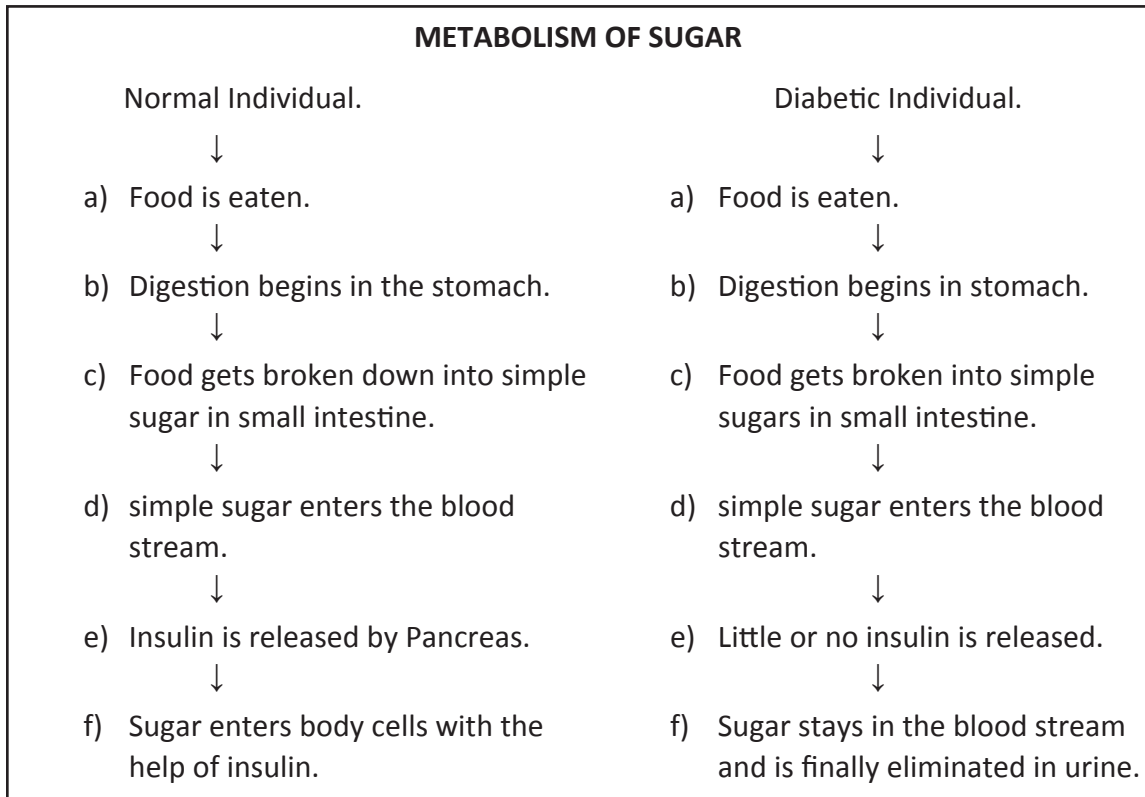 METABOLISM OF SUGAR
Normal Individual.
↓
a) Food is eaten.
↓
b) Digestion begins in the stomach.
↓
c) Food gets broken down into simple
sugar in small intestine.
↓
d) simple sugar enters the blood
stream.
↓
e) Insulin is released by Pancreas.
↓
f) Sugar enters body cells with the
help of insulin.
Diabetic Individual.
↓
a) Food is eaten.
↓
b) Digestion begins in stomach.
↓
c) Food gets broken into simple
sugars in small intestine.
↓
d) simple sugar enters the blood
stream.
↓
e) Little or no insulin is released.
↓
f) Sugar stays in the blood stream
and is finally eliminated in urine.